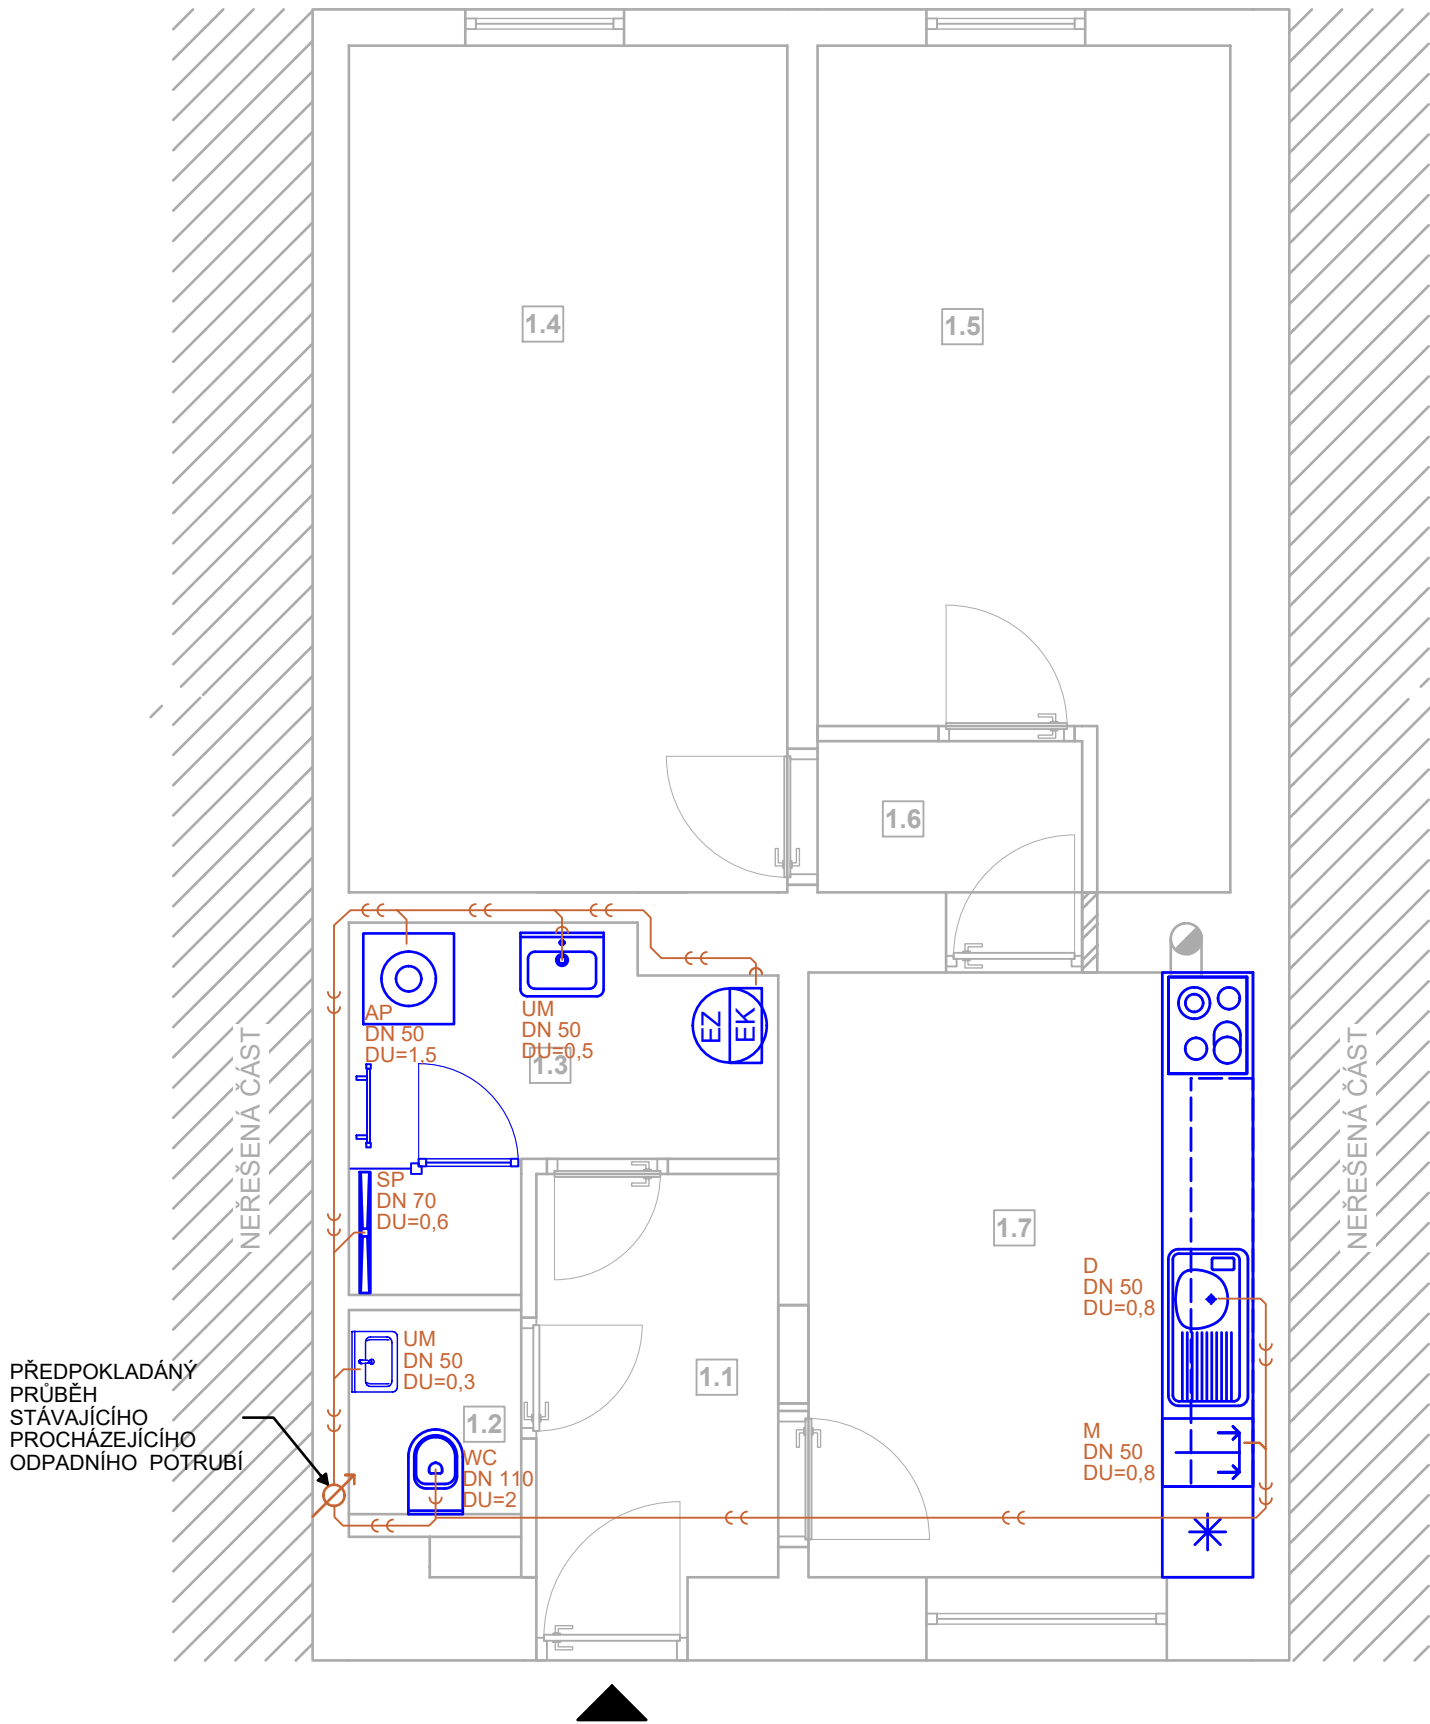 1.4
1.5
1.6
AP
DN 50
DU=1,5
UM
DN 50
DU=0,5
1.3
EZ
EK
NEŘEŠENÁ ČÁST
NEŘEŠENÁ ČÁST
SP
DN 70
DU=0,6
1.7
D
DN 50
DU=0,8
UM
DN 50
DU=0,3
1.1
PŘEDPOKLADÁNÝ
PRŮBĚH
STÁVAJÍCÍHO
PROCHÁZEJÍCÍHO
ODPADNÍHO POTRUBÍ
1.2
WC
DN 110
DU=2
M
DN 50
DU=0,8